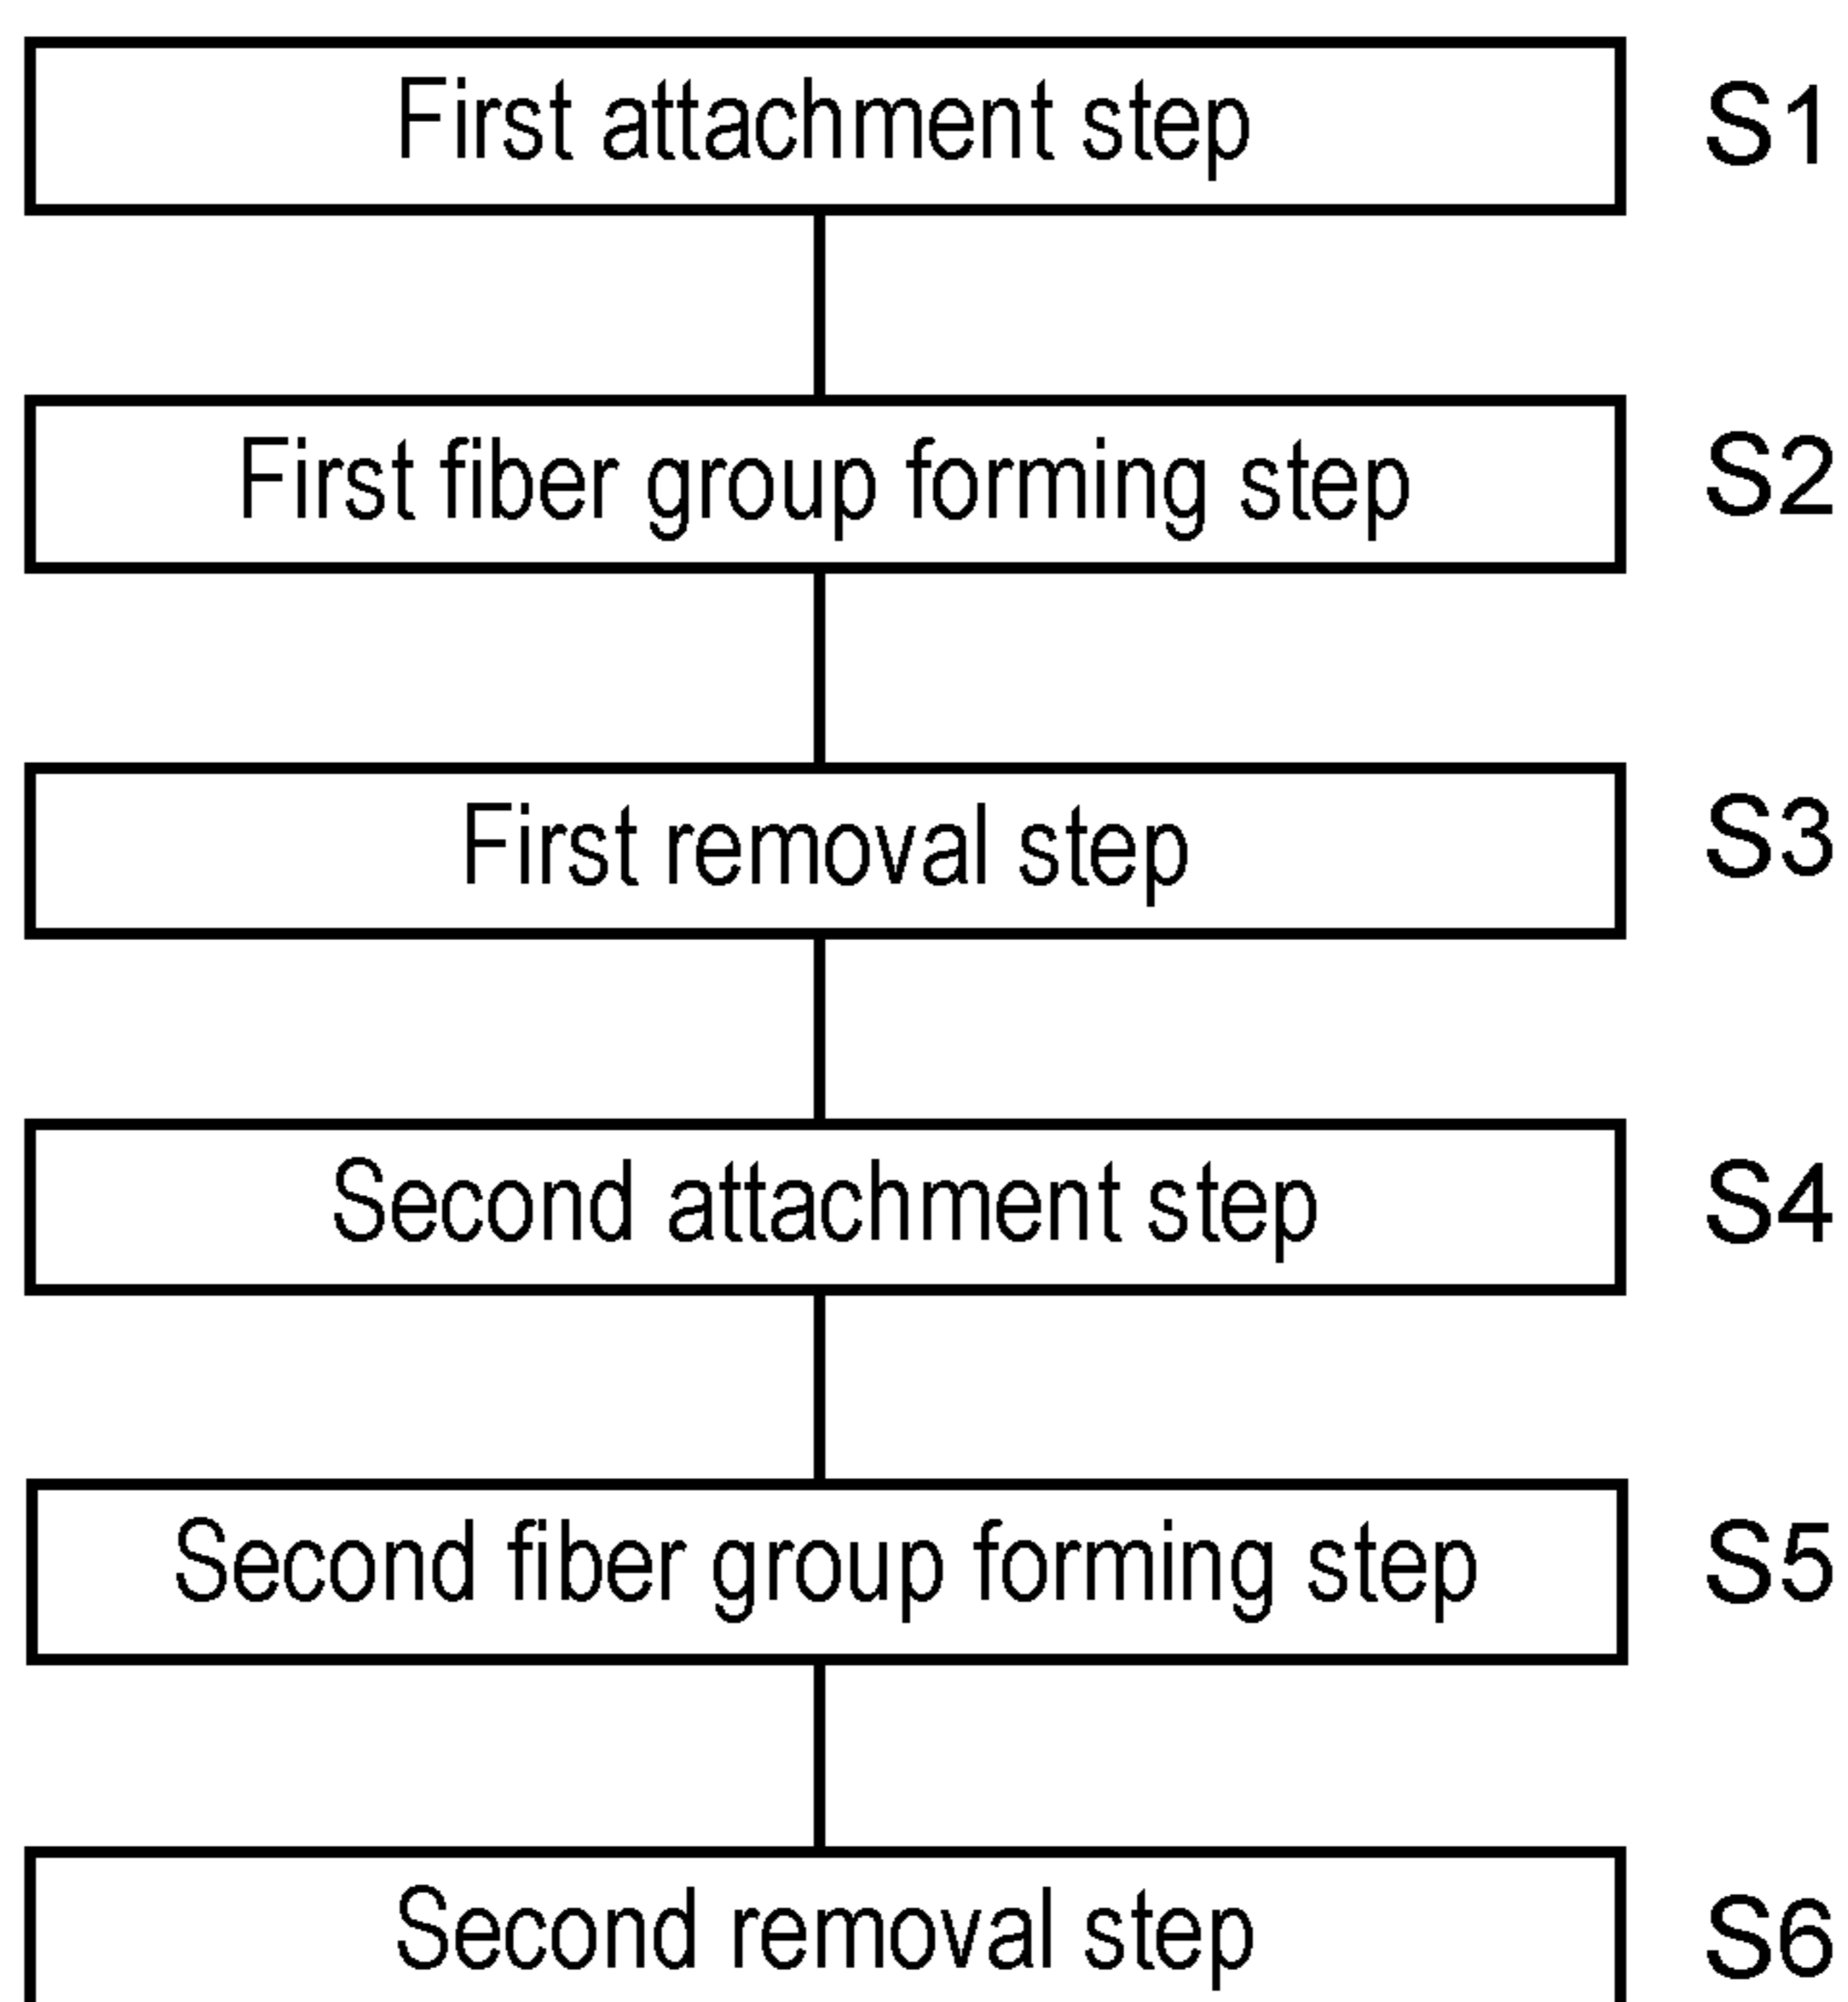 First attachment step S1
First fiber group forming step S2
First removal step S3
Second attachment step S4
Second fiber group forming step S5
Second removal step S6